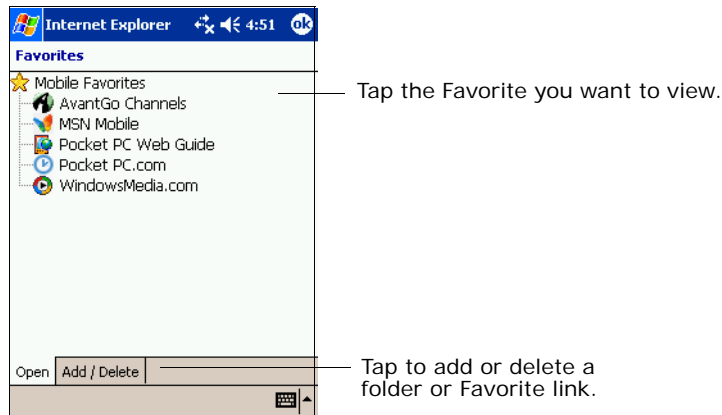 Internet Explorer 4:51 ok
Favorites
Mobile Favorites
AvantGo Channels
MSN Mobile
Pocket PC Web Guide
Pocket PC.com
WindowsMedia.com
Tap the Favorite you want to view.
Open Add / Delete
Tap to add or delete a
folder or Favorite link.